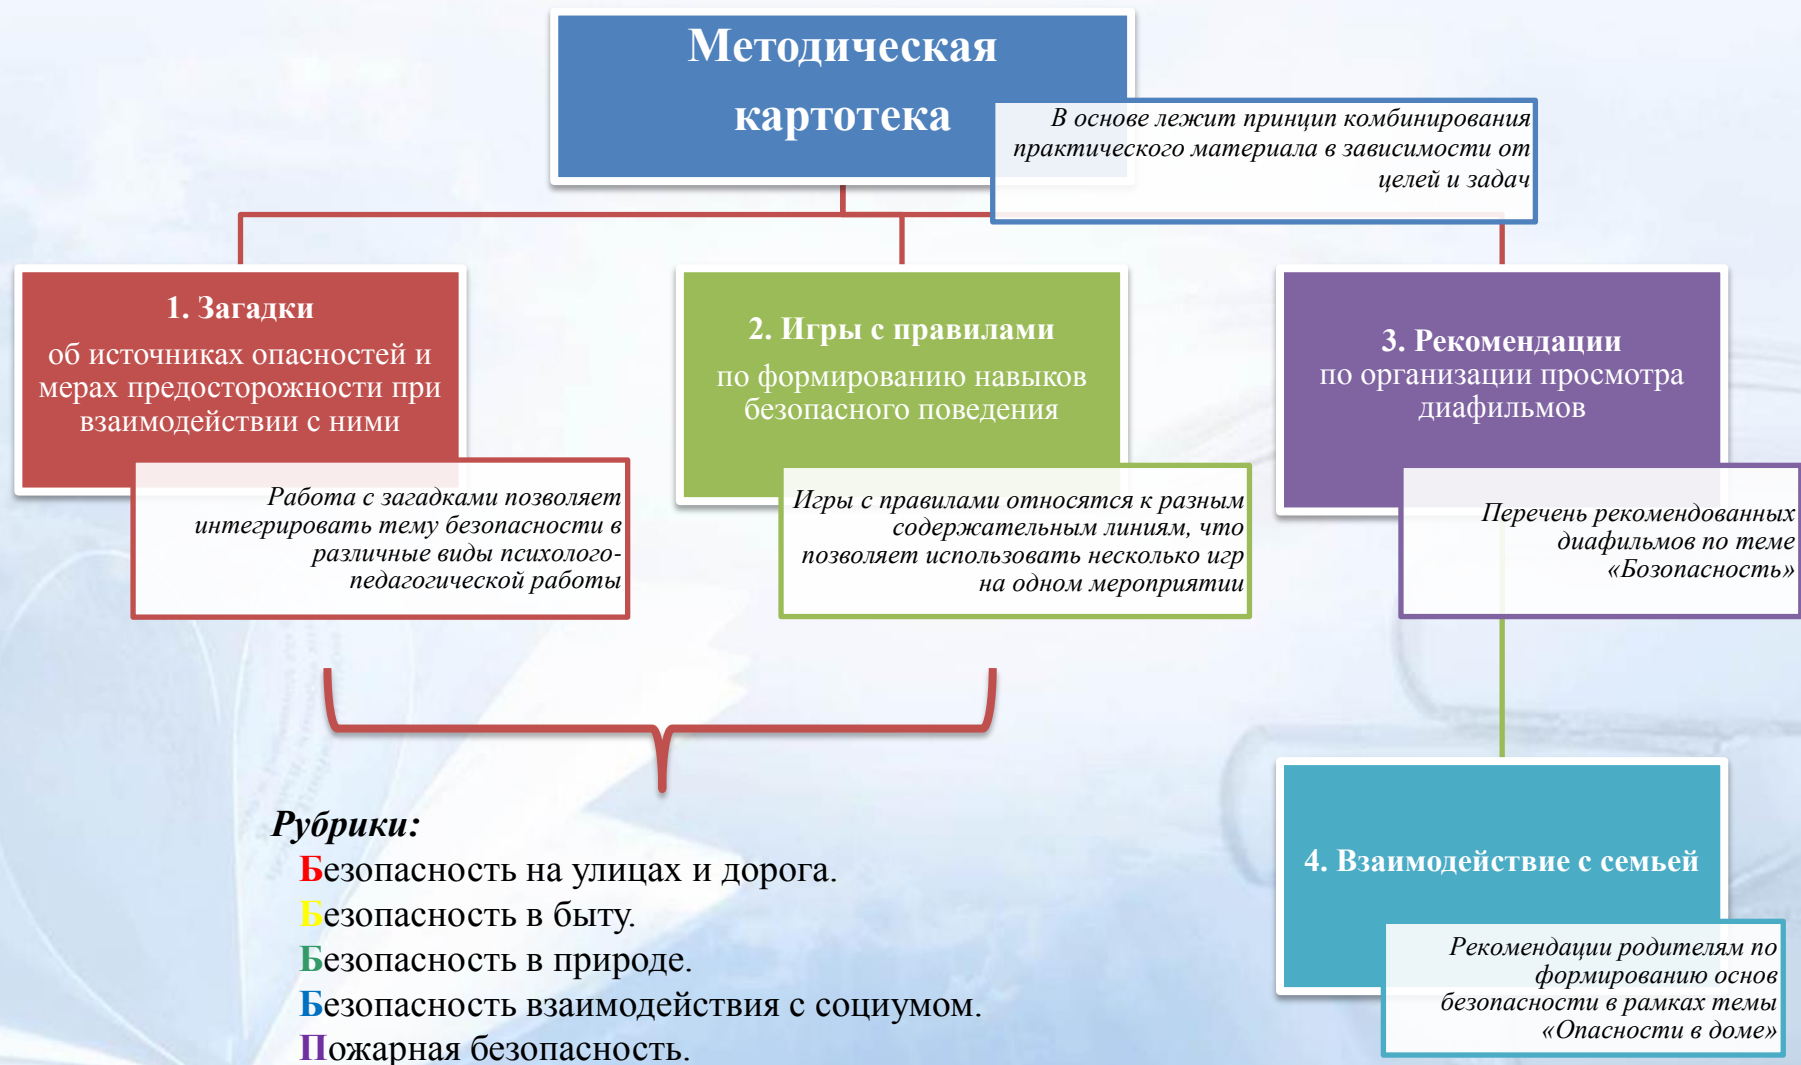 Методическая
картотека
В основе лежит принцип комбинирования
практического материала в зависимости от
целей и задач
1. Загадки
об источниках опасностей и
мерах предосторожности при
взаимодействии с ними
Работа с загадками позволяет
интегрировать тему безопасности в
различные виды психолого-
педагогической работы
2. Игры с правилами
по формированию навыков
безопасного поведения
Игры с правилами относятся к разным
содержательным линиям, что
позволяет использовать несколько игр
на одном мероприятии
3. Рекомендации
по организации просмотра
диафильмов
Перечень рекомендованных
диафильмов по теме
«Бозопасность»
4. Взаимодействие с семьей
Рекомендации родителям по
формированию основ
безопасности в рамках темы
«Опасности в доме»
Рубрики:
Безопасность на улицах и дорога.
Безопасность в быту.
Безопасность в природе.
Безопасность взаимодействия с социумом.
Пожарная безопасность.